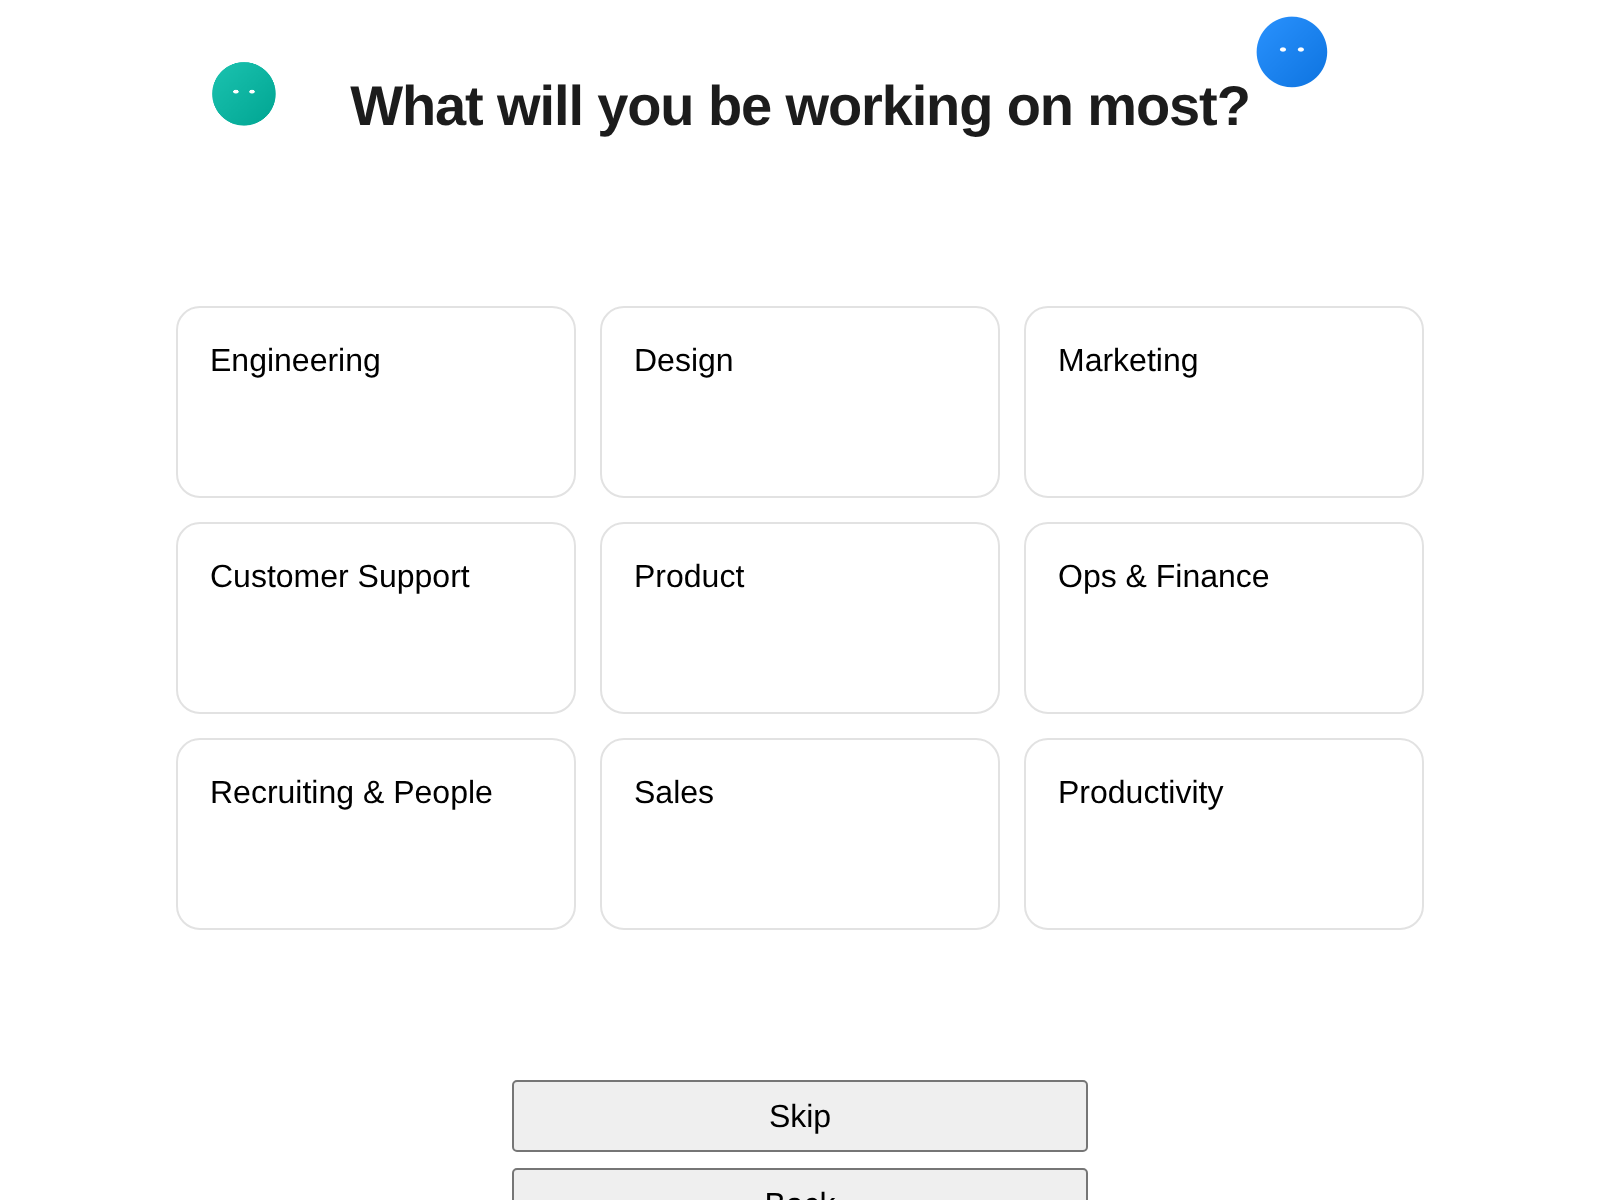 What will you be working on most?
Engineering
Design
Marketing
Customer Support
Product
Ops & Finance
Recruiting & People
Sales
Productivity
Skip
Back